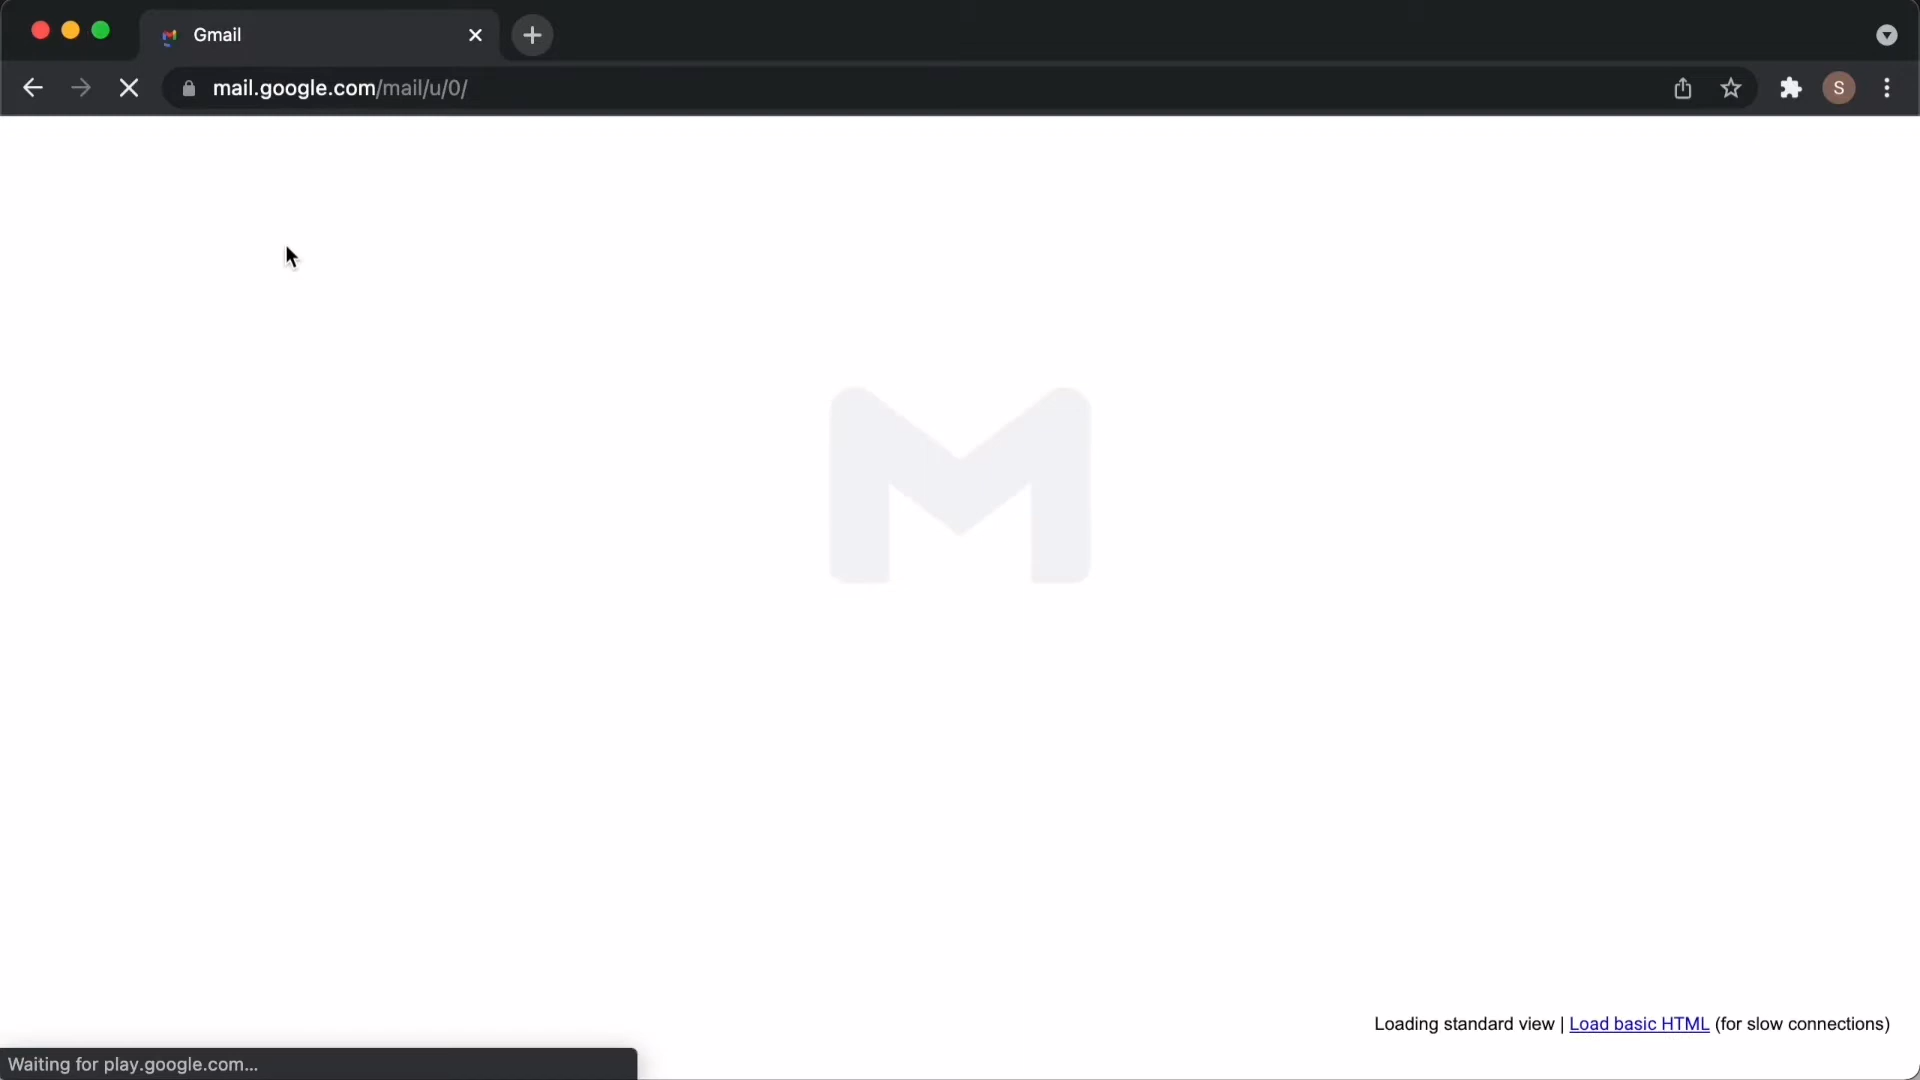 Gmail
mail.google.com/mail/u/0/
S
Loading standard view | Load basic HTML (for slow connections)
Waiting for play.google.com...